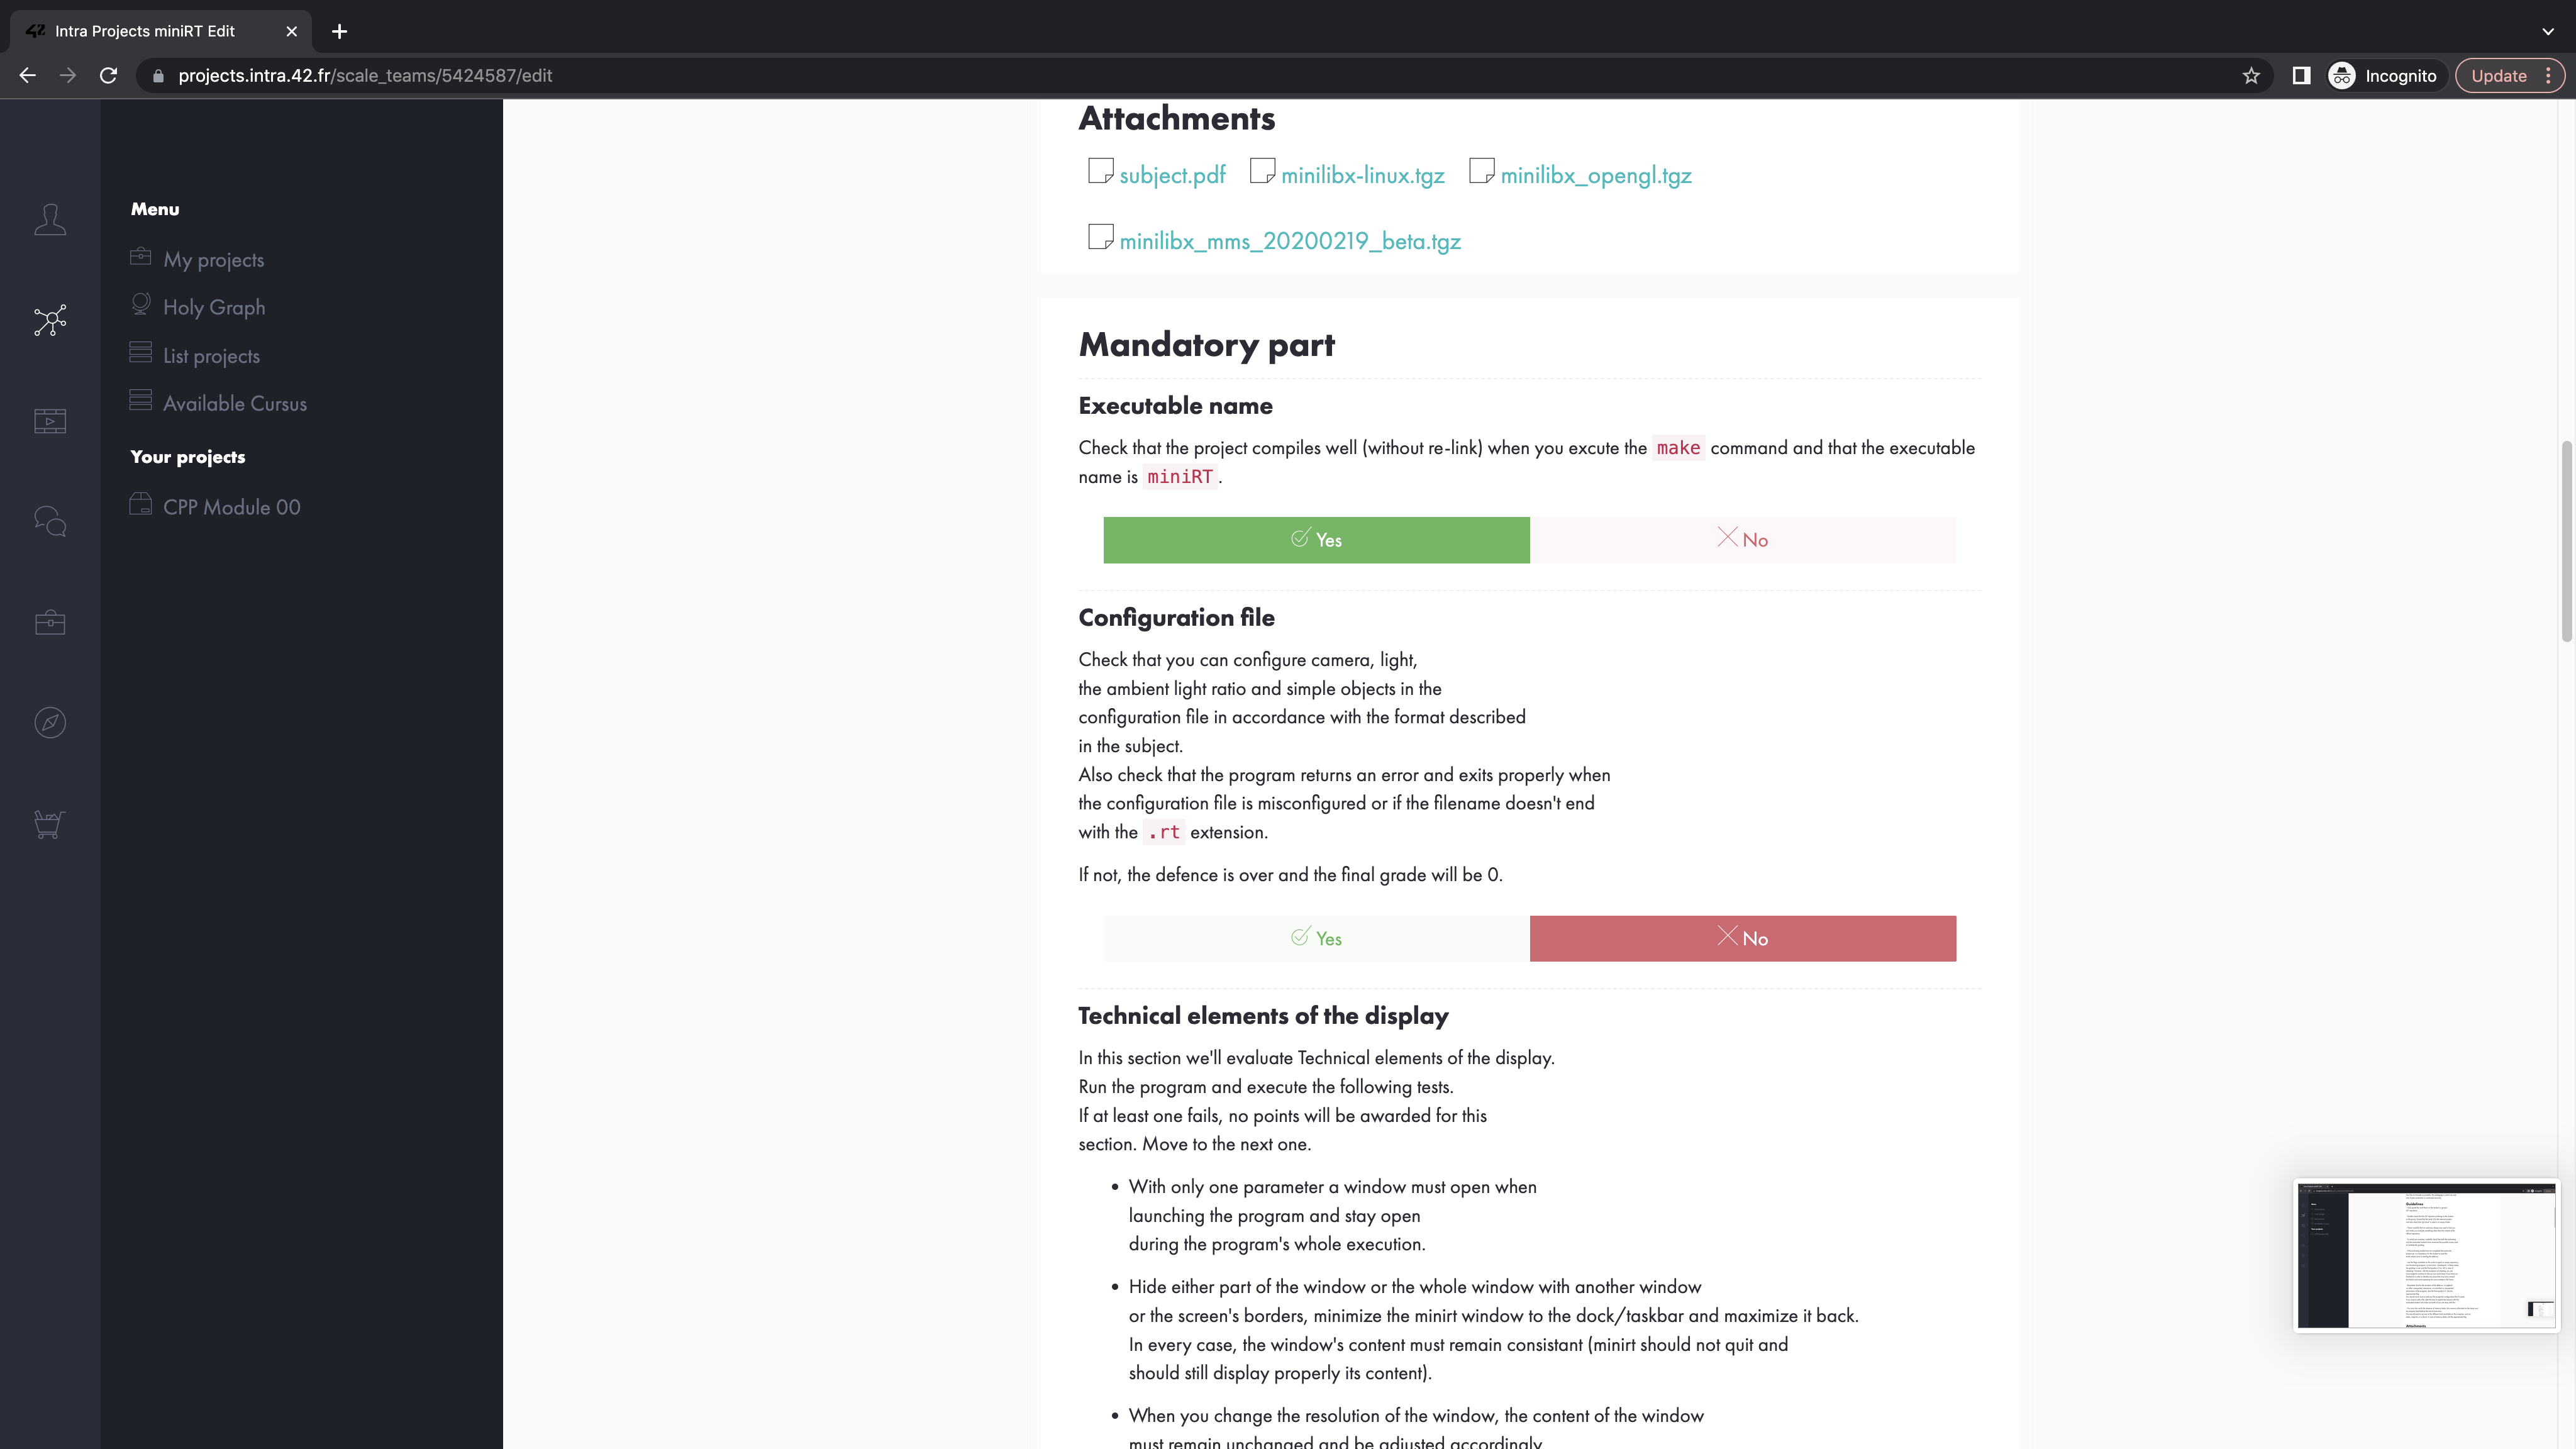 Intra Projects miniRT Edit
projects.intra.42.fr/scale_teams/5424587/edit
Incognito
Update
Menu
My projects
Holy Graph
List projects
Available Cursus
Your projects
CPP Module 00
Attachments
subject.pdf minilibx-linux.tgz minilibx_opengl.tgz
minilibx_mms_20200219_beta.tgz
Mandatory part
Executable name
Check that the project compiles well (without re-link) when you excute the make command and that the executable
name is miniRT.
Yes No
Configuration file
Check that you can configure camera, light,
the ambient light ratio and simple objects in the
configuration file in accordance with the format described
in the subject.
Also check that the program returns an error and exits properly when
the configuration file is misconfigured or if the filename doesn't end
with the .rt extension.
If not, the defence is over and the final grade will be 0.
Yes No
Technical elements of the display
In this section we'll evaluate Technical elements of the display.
Run the program and execute the following tests.
If at least one fails, no points will be awarded for this
section. Move to the next one.
• With only one parameter a window must open when
launching the program and stay open
during the program's whole execution.
• Hide either part of the window or the whole window with another window
or the screen's borders, minimize the minirt window to the dock/taskbar and maximize it back.
In every case, the window's content must remain consistant (minirt should not quit and
should still display properly its content).
• When you change the resolution of the window, the content of the window
must remain unchanged and be adjusted accordingly